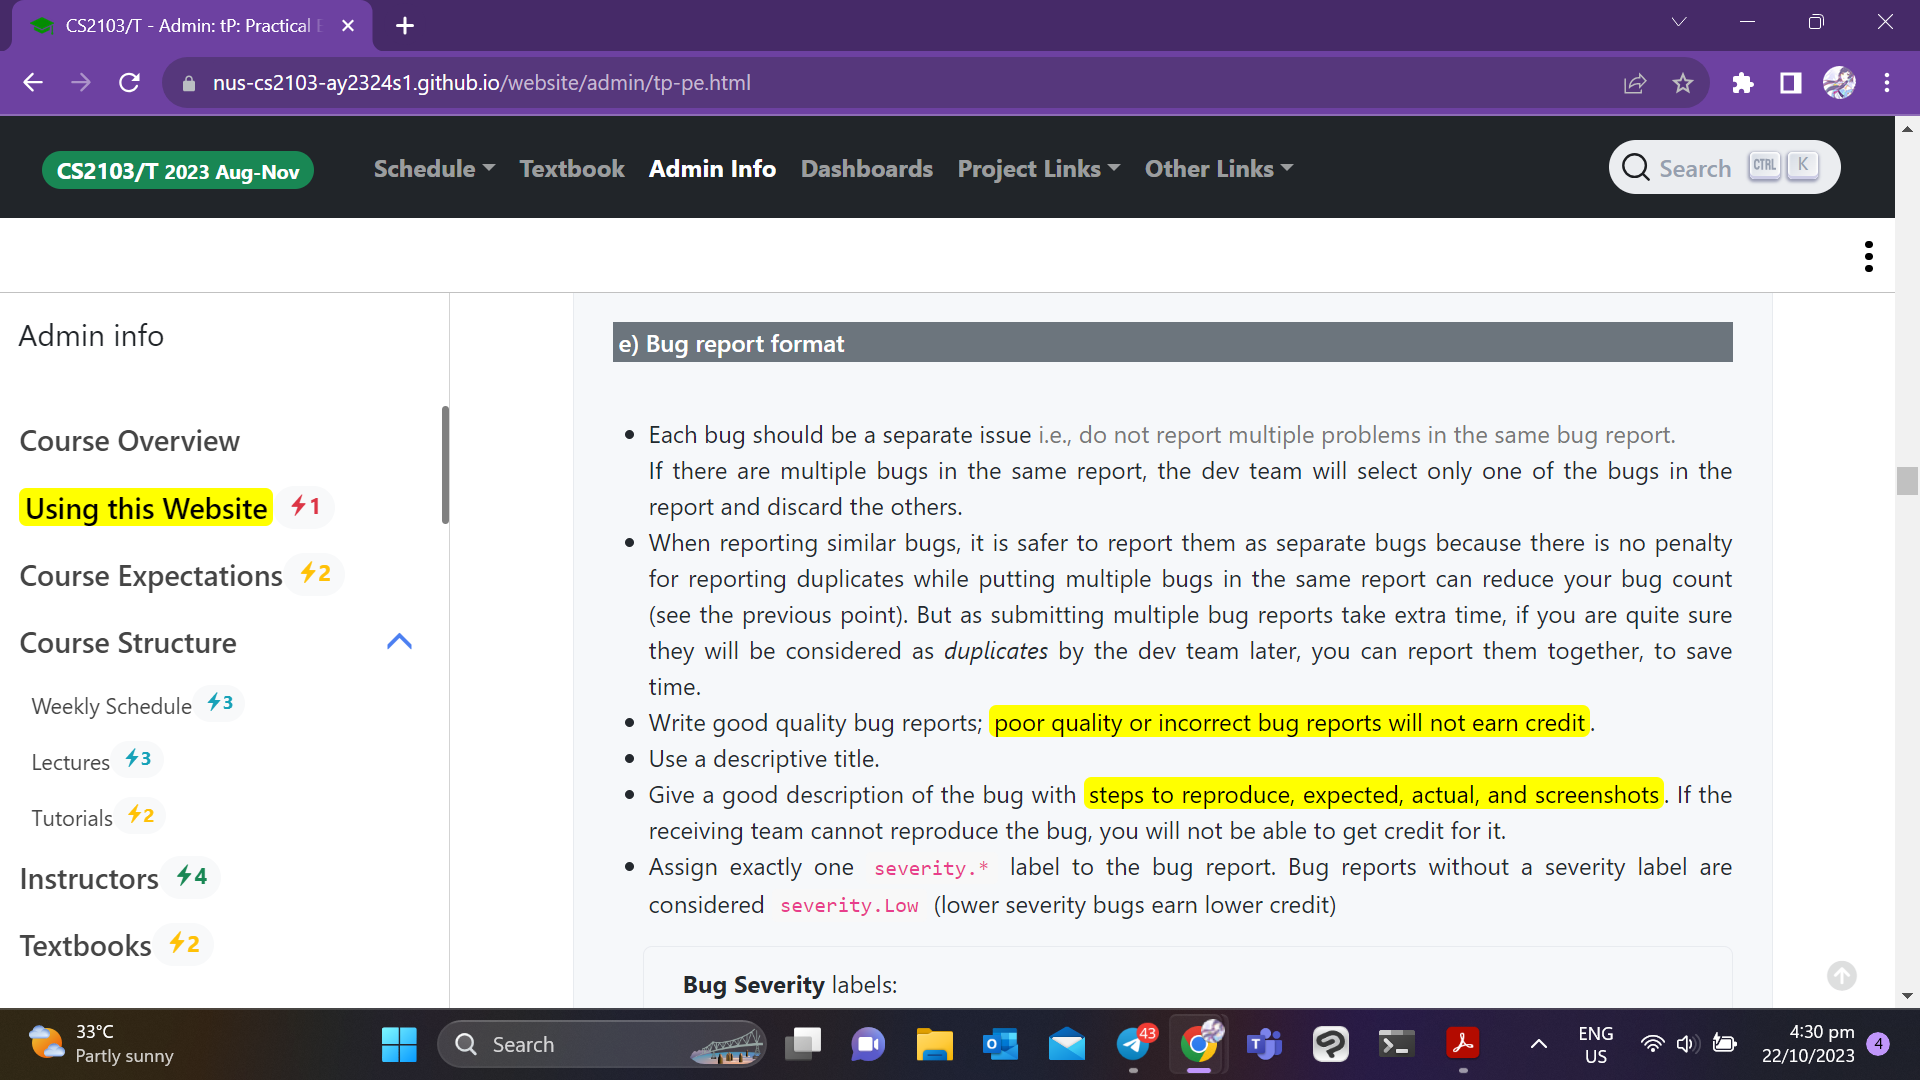 CS2103/T - Admin: tP: Practical
nus-cs2103-ay2324s1.github.io/website/admin/tp-pe.html
CS2103/T 2023 Aug-Nov
Schedule
Textbook
Admin Info
Dashboards
Project Links
Other Links
Search
CTRL
K
Admin info
Course Overview
Using this Website
1
Course Expectations
2
Course Structure
Weekly Schedule
3
Lectures
3
Tutorials
2
Instructors
4
Textbooks
2
e) Bug report format
Each bug should be a separate issue i.e., do not report multiple problems in the same bug report.
If there are multiple bugs in the same report, the dev team will select only one of the bugs in the
report and discard the others.
When reporting similar bugs, it is safer to report them as separate bugs because there is no penalty
for reporting duplicates while putting multiple bugs in the same report can reduce your bug count
(see the previous point). But as submitting multiple bug reports take extra time, if you are quite sure
they will be considered as duplicates by the dev team later, you can report them together, to save
time.
Write good quality bug reports; poor quality or incorrect bug reports will not earn credit.
Use a descriptive title.
Give a good description of the bug with steps to reproduce, expected, actual, and screenshots. If the
receiving team cannot reproduce the bug, you will not be able to get credit for it.
Assign exactly one severity.* label to the bug report. Bug reports without a severity label are
considered severity.Low (lower severity bugs earn lower credit)
Bug Severity labels:
33°C
Partly sunny
Search
43
ENG
US
4:30 pm
22/10/2023
4